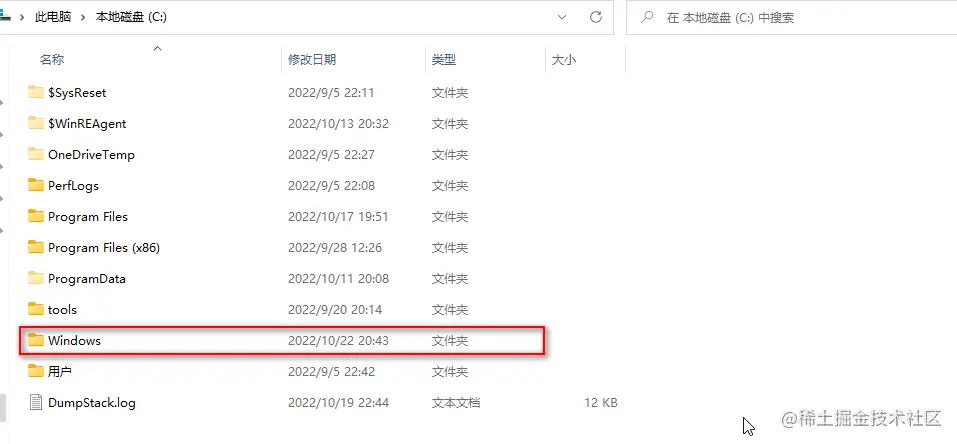 此电脑 › 本地磁盘 (C:) 在 本地磁盘 (C:) 中搜索
名称 修改日期 类型 大小
$SysReset 2022/9/5 22:11 文件夹
$WinREAgent 2022/10/13 20:32 文件夹
OneDriveTemp 2022/9/5 22:27 文件夹
PerfLogs 2022/9/5 22:08 文件夹
Program Files 2022/10/17 19:51 文件夹
Program Files (x86) 2022/9/28 12:26 文件夹
ProgramData 2022/10/11 20:08 文件夹
tools 2022/9/20 20:14 文件夹
Windows 2022/10/22 20:43 文件夹
用户 2022/9/5 22:42 文件夹
DumpStack.log 2022/10/19 22:44 文本文档 12 KB
@稀土掘金技术社区